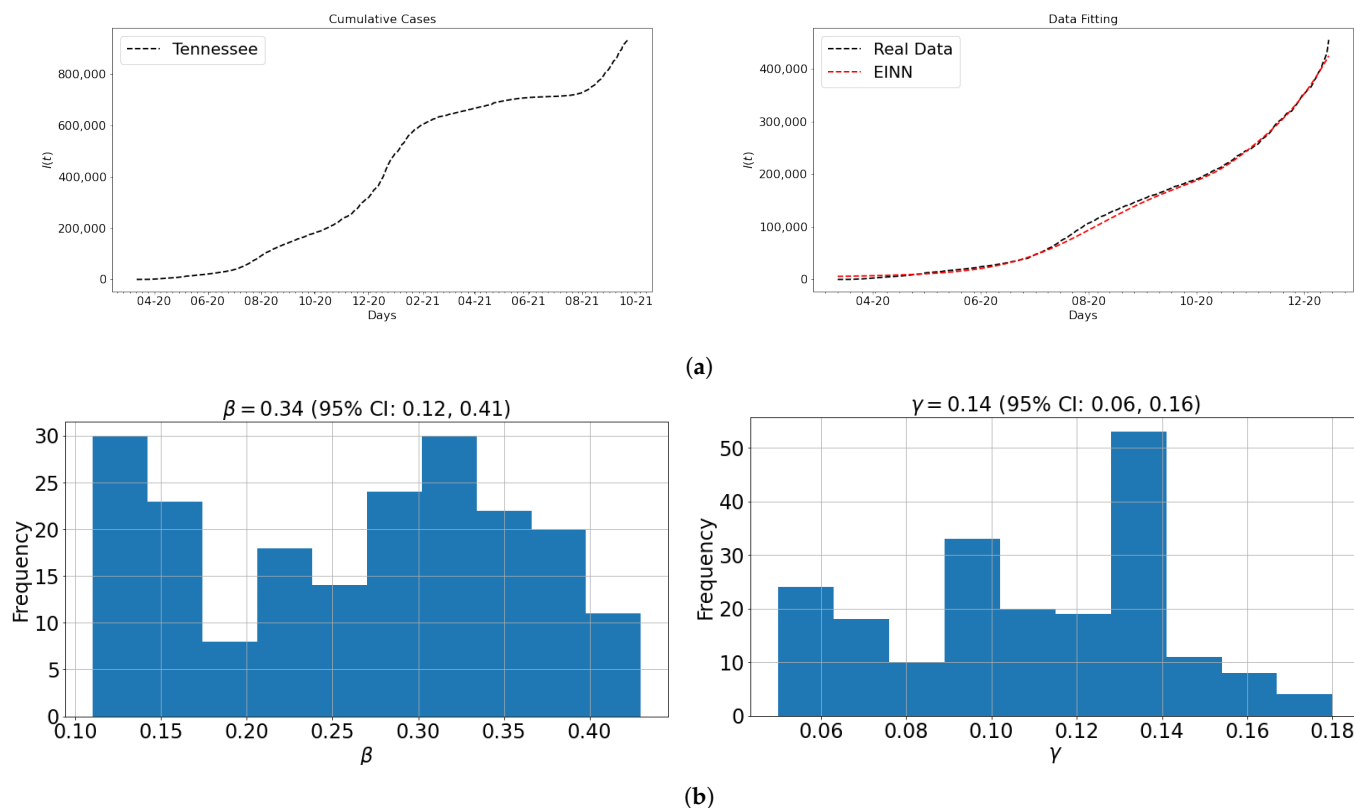 Cumulative Cases
Tennessee
800,000
600,000
400,000
200,000
0
I(t)
04-20 06-20 08-20 10-20 12-20 02-21 04-21 06-21 08-21 10-21
Days
Data Fitting
Real Data
EINN
400,000
300,000
200,000
100,000
0
I(t)
04-20 06-20 08-20 10-20 12-20
Days
(a)
β = 0.34 (95% CI: 0.12, 0.41)
30
25
20
15
10
5
0
Frequency
0.10 0.15 0.20 0.25 0.30 0.35 0.40
β
γ = 0.14 (95% CI: 0.06, 0.16)
50
40
30
20
10
0
Frequency
0.06 0.08 0.10 0.12 0.14 0.16 0.18
γ
(b)